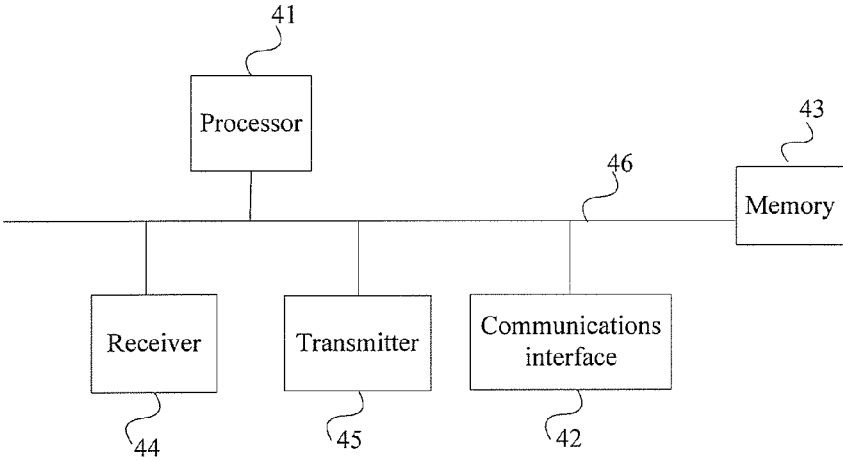 41
Processor
43
46
Memory
Receiver
Transmitter
Communications
interface
44
45
42